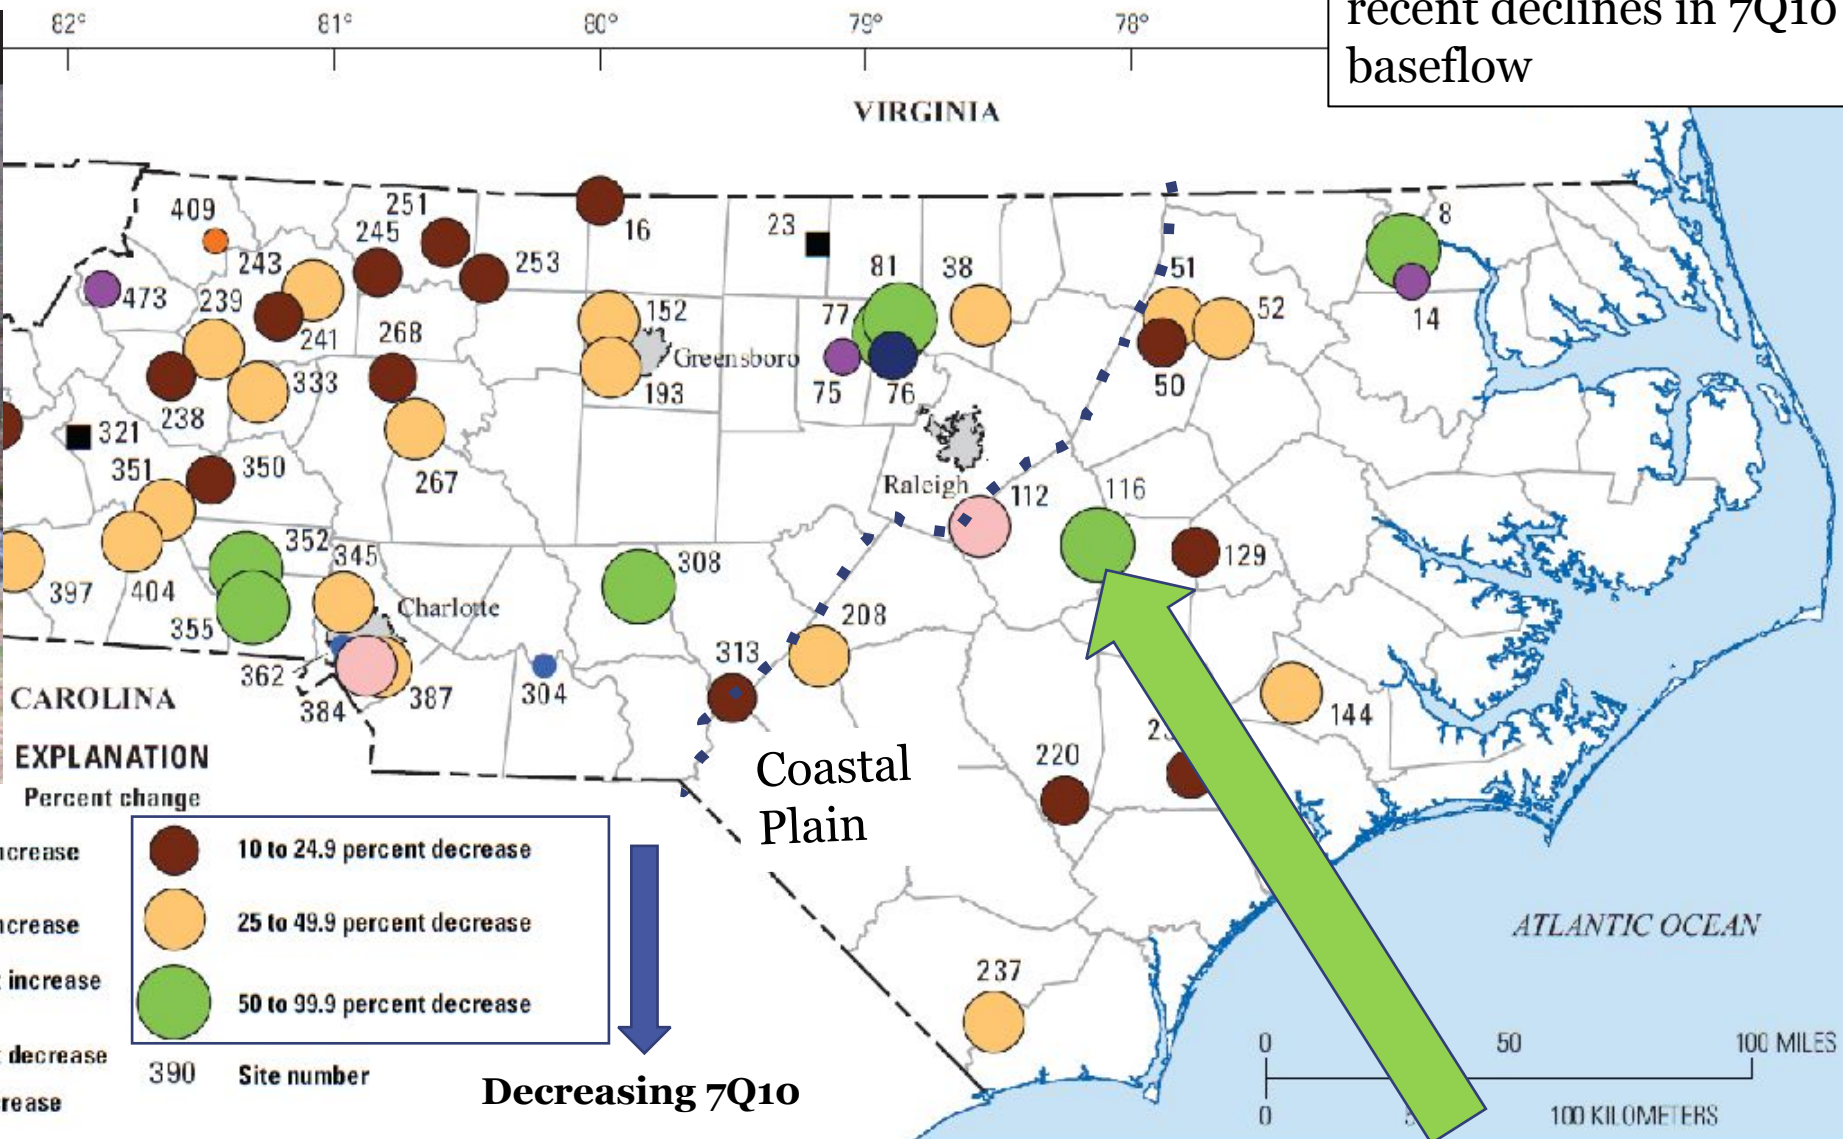 82°
81°
80°
79°
78°
recent declines in 7Q10
baseflow
VIRGINIA
409
251
245
16
23
8
243
253
81
38
51
473
239
241
152
77
52
14
268
Greensboro
333
193
75
76
50
238
321
351
350
267
Raleigh
112
116
352
345
308
129
397
404
Charlotte
208
355
313
362
304
384
387
144
CAROLINA
220
EXPLANATION
Coastal
Plain
Percent change
10 to 24.9 percent decrease
25 to 49.9 percent decrease
ATLANTIC OCEAN
increase
50 to 99.9 percent decrease
237
decrease
390 Site number
Decreasing 7Q10
0 50 100 MILES
0 100 KILOMETERS